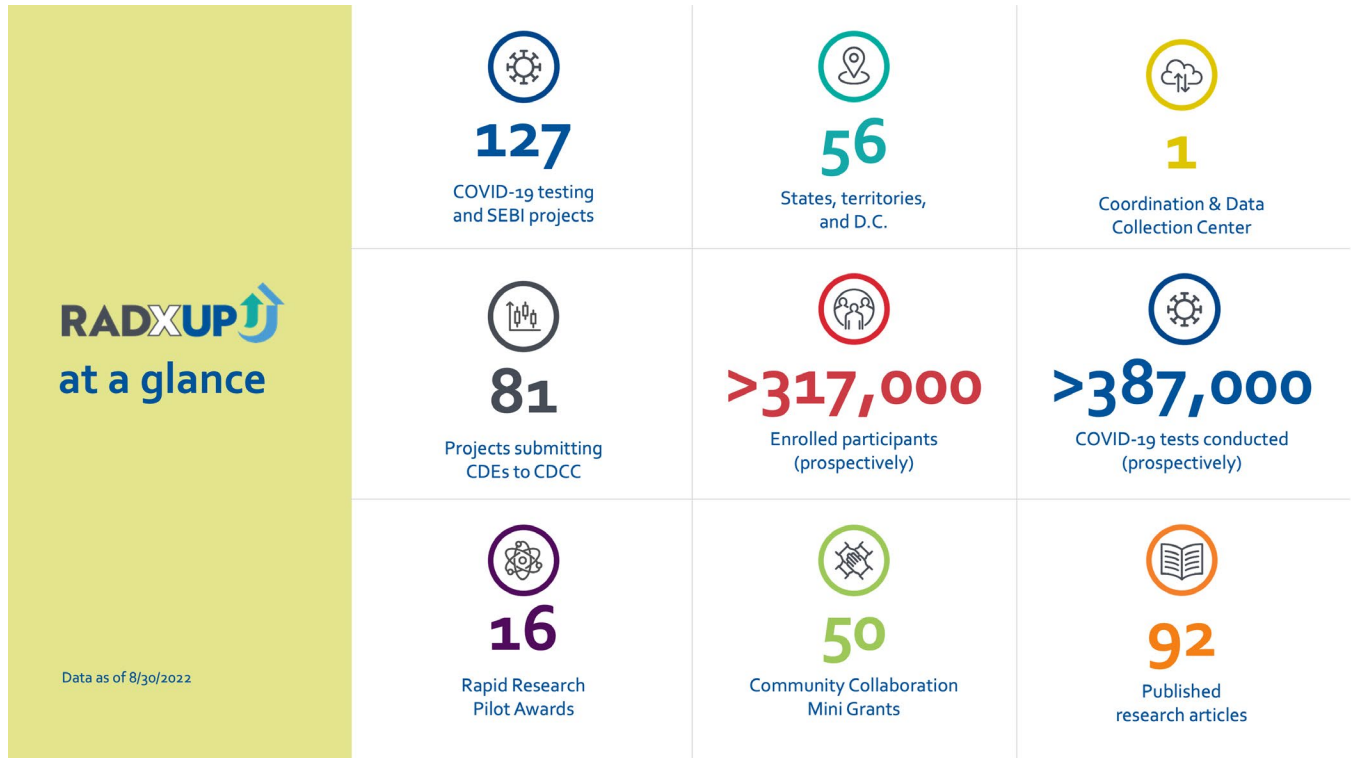 RADXUP
at a glance
Data as of 8/30/2022
127
COVID-19 testing
and SEBI projects
56
States, territories,
and D.C.
1
Coordination & Data
Collection Center
81
Projects submitting
CDEs to CDCC
>317,000
Enrolled participants
(prospectively)
>387,000
COVID-19 tests conducted
(prospectively)
16
Rapid Research
Pilot Awards
50
Community Collaboration
Mini Grants
92
Published
research articles